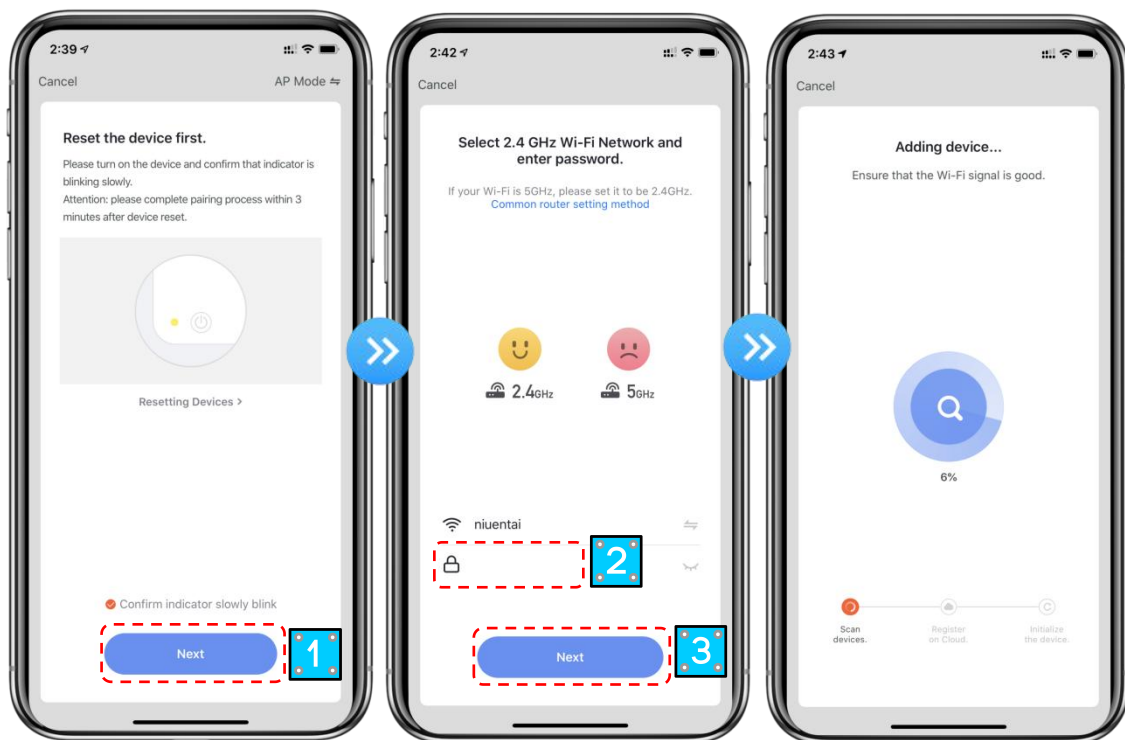 2:39
Cancel
AP Mode
Reset the device first.
Please turn on the device and confirm that indicator is
blinking slowly.
Attention: please complete pairing process within 3
minutes after device reset.
Resetting Devices >
Confirm indicator slowly blink
Next
1
2:42
Cancel
Select 2.4 GHz Wi-Fi Network and
enter password.
If your Wi-Fi is 5GHz, please set it to be 2.4GHz.
Common router setting method
2.4GHz
5GHz
niuentai
2
Next
3
2:43
Cancel
Adding device...
Ensure that the Wi-Fi signal is good.
6%
Scan
devices.
Register
on Cloud.
Initialize
the device.